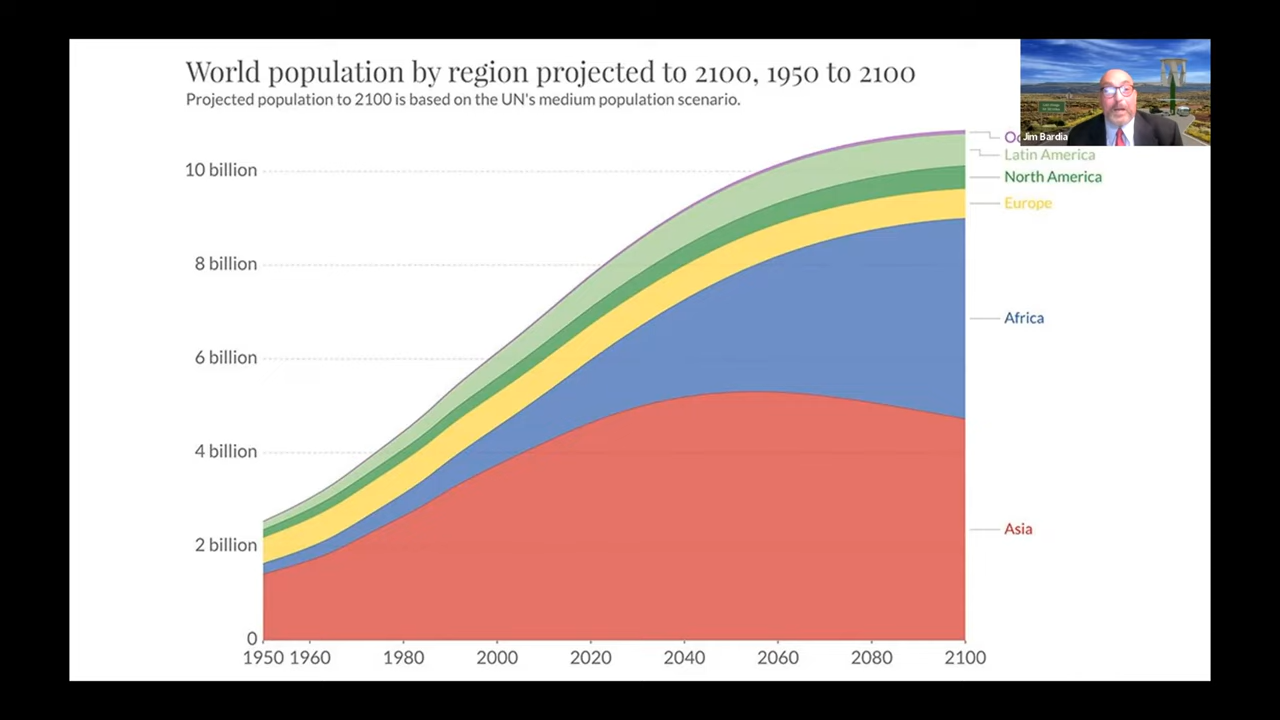 World population by region projected to 2100, 1950 to 2100
Projected population to 2100 is based on the UN's medium population scenario.
Jim Bardia
Latin America
10 billion
North America
Europe
8 billion
Africa
6 billion
4 billion
Asia
2 billion
0
1950 1960 1980 2000 2020 2040 2060 2080 2100